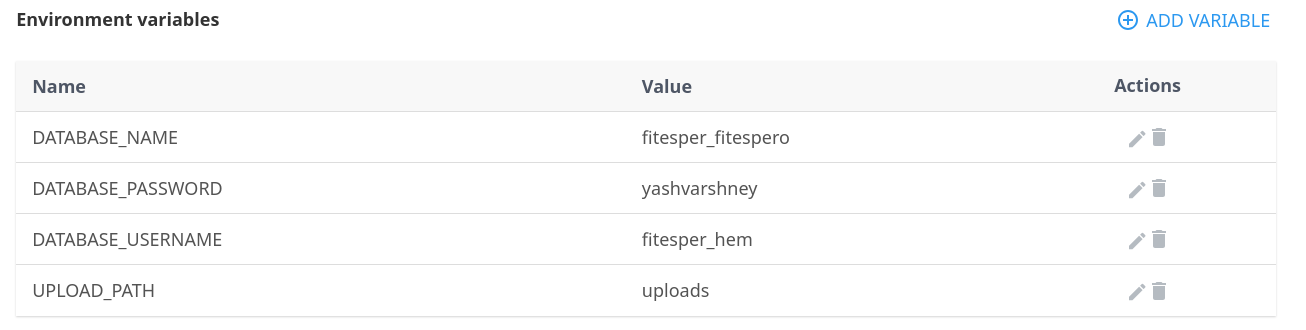 Environment variables ADD VARIABLE
Name Value Actions
DATABASE_NAME fitesper_fitespero
DATABASE_PASSWORD yashvarshney
DATABASE_USERNAME fitesper_hem
UPLOAD_PATH uploads